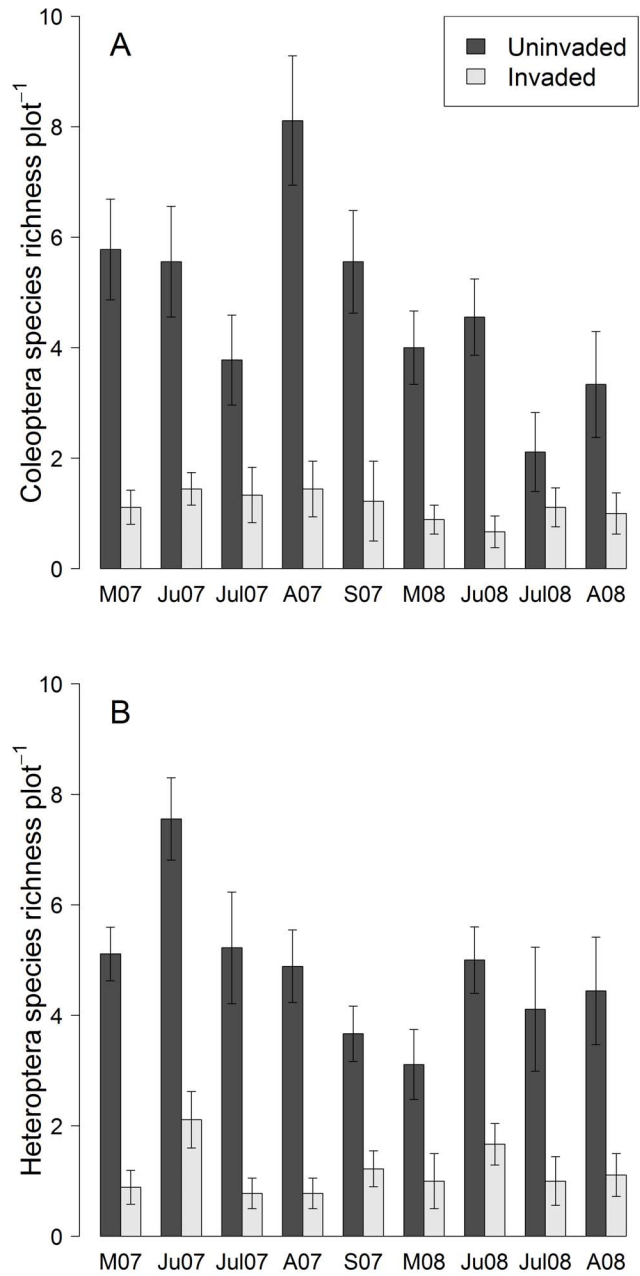 A
Uninvaded
Invaded
Coleoptera species richness plot⁻¹
10
8
6
4
2
0
M07 Ju07 Jul07 A07 S07 M08 Ju08 Jul08 A08
B
Heteroptera species richness plot⁻¹
10
8
6
4
2
0
M07 Ju07 Jul07 A07 S07 M08 Ju08 Jul08 A08